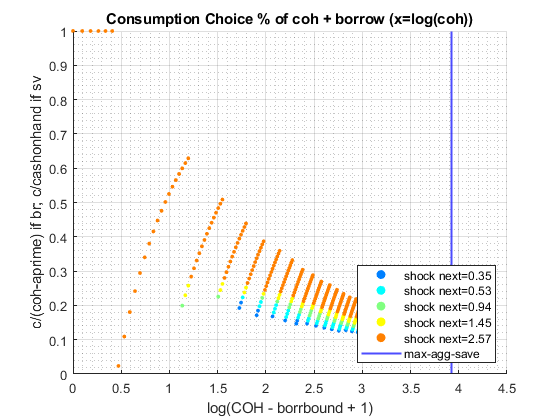 Consumption Choice % of coh + borrow (x=log(coh))
c/(coh-aprime) if br, c/cashonhand if sv
1
0.9
0.8
0.7
0.6
0.5
0.4
0.3
0.2
0.1
0
shock next=0.35
shock next=0.53
shock next=0.94
shock next=1.45
shock next=2.57
max-agg-save
0 0.5 1 1.5 2 2.5 3 3.5 4 4.5
log(COH - borrbound + 1)